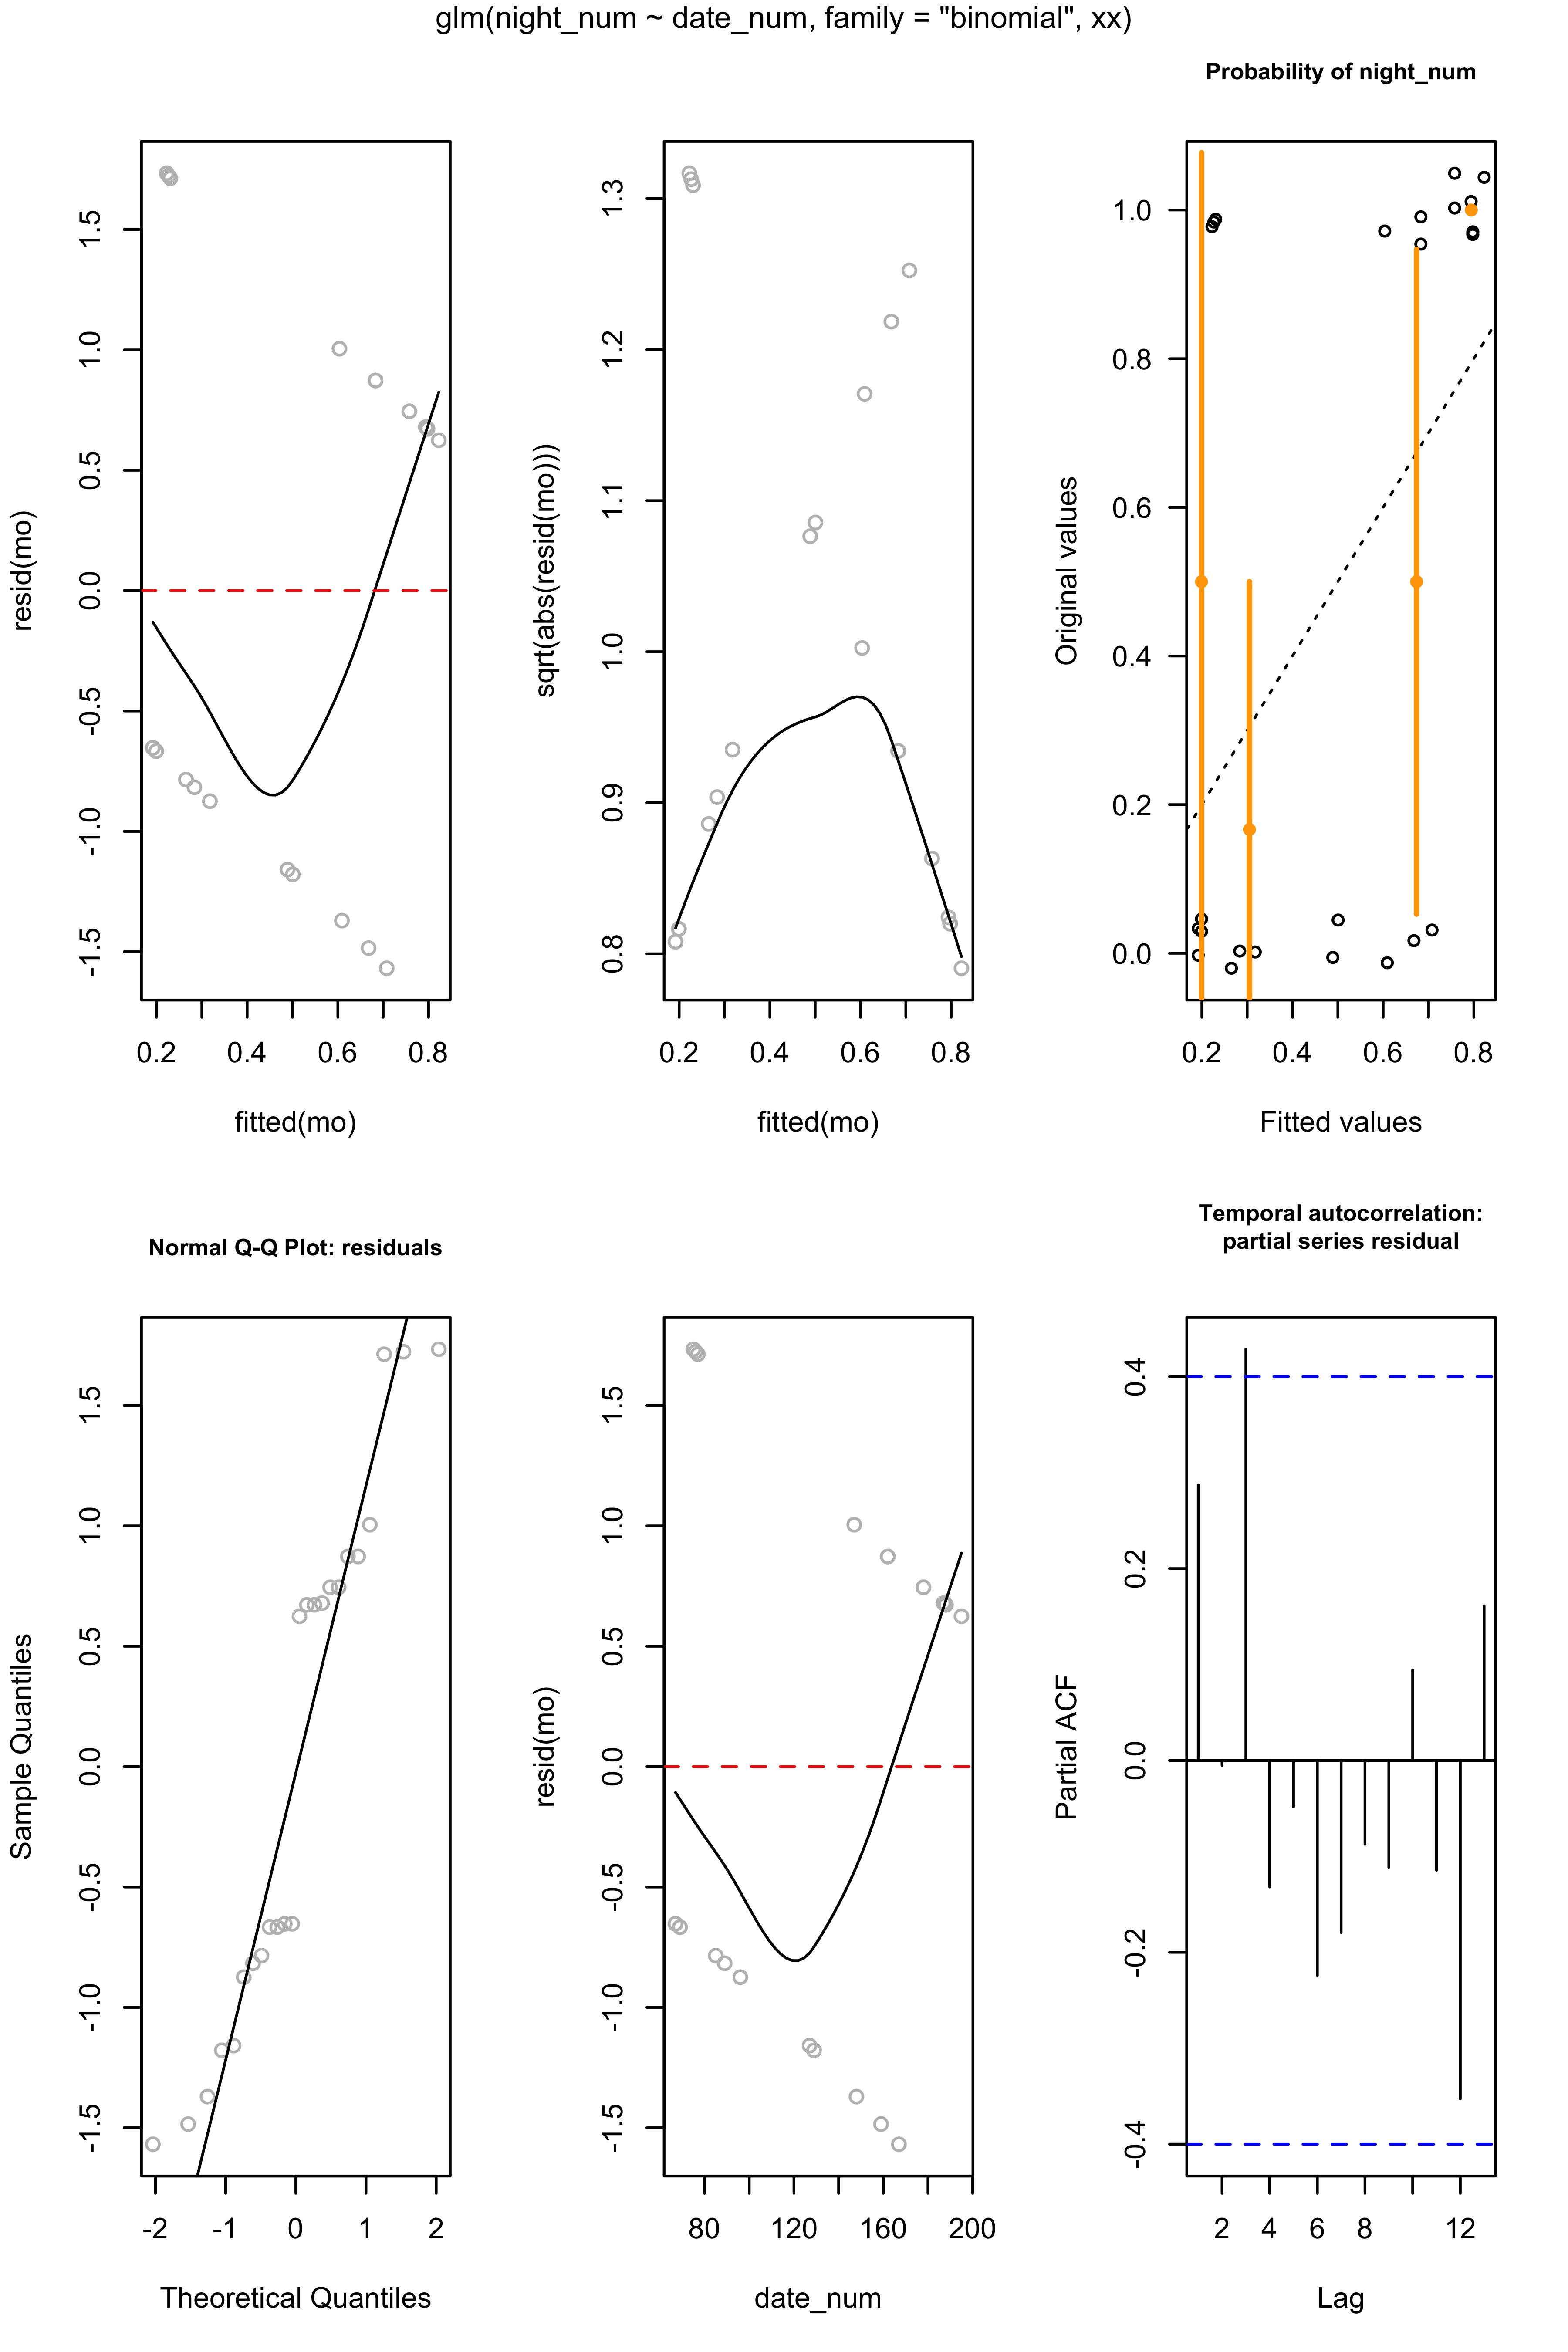 glm(night_num ~ date_num, family = "binomial", xx)
resid(mo)
1.5
1.0
0.5
0.0
-0.5
-1.0
-1.5
0.2 0.4 0.6 0.8
fitted(mo)
sqrt(abs(resid(mo)))
1.3
1.2
1.1
1.0
0.9
0.8
0.2 0.4 0.6 0.8
fitted(mo)
Probability of night_num
Original values
1.0
0.8
0.6
0.4
0.2
0.0
0.2 0.4 0.6 0.8
Fitted values
Normal Q-Q Plot: residuals
Sample Quantiles
1.5
1.0
0.5
0.0
-0.5
-1.0
-1.5
-2 -1 0 1 2
Theoretical Quantiles
resid(mo)
1.5
1.0
0.5
0.0
-0.5
-1.0
-1.5
80 120 160 200
date_num
Temporal autocorrelation:
partial series residual
Partial ACF
0.4
0.2
0.0
-0.2
-0.4
2 4 6 8 12
Lag